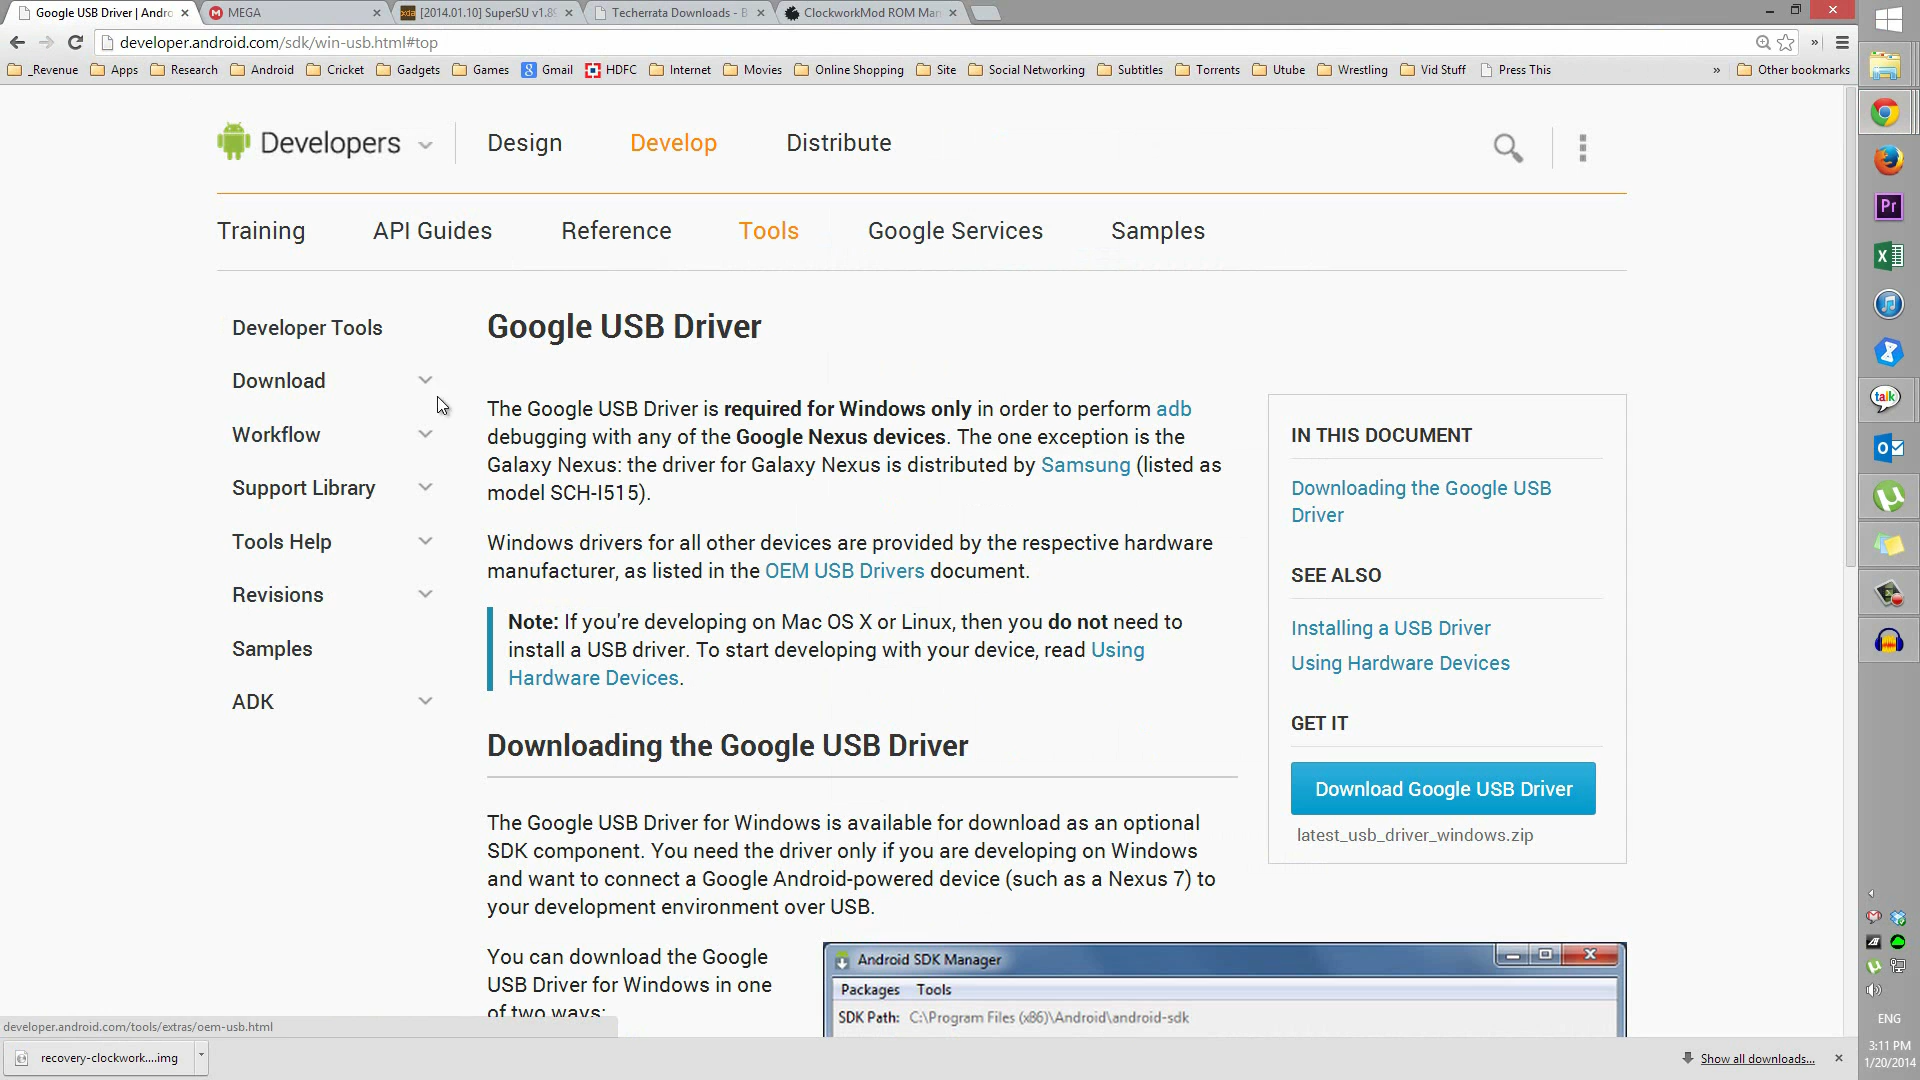 Google USB Driver | Andro
MEGA
[2014.01.10] SuperSU v1.89
Techerrata Downloads - B
ClockworkMod ROM Man
developer.android.com/sdk/win-usb.html#top
_Revenue
Apps
Research
Android
Cricket
Gadgets
Games
Gmail
HDFC
Internet
Movies
Online Shopping
Site
Social Networking
Subtitles
Torrents
Utube
Wrestling
Vid Stuff
Press This
»
Other bookmarks
Developers
Design
Develop
Distribute
Training
API Guides
Reference
Tools
Google Services
Samples
Developer Tools
Download
Workflow
Support Library
Tools Help
Revisions
Samples
ADK
Google USB Driver
The Google USB Driver is required for Windows only in order to perform adb
debugging with any of the Google Nexus devices. The one exception is the
Galaxy Nexus: the driver for Galaxy Nexus is distributed by Samsung (listed as
model SCH-I515).
Windows drivers for all other devices are provided by the respective hardware
manufacturer, as listed in the OEM USB Drivers document.
Note: If you're developing on Mac OS X or Linux, then you do not need to
install a USB driver. To start developing with your device, read Using
Hardware Devices.
Downloading the Google USB Driver
The Google USB Driver for Windows is available for download as an optional
SDK component. You need the driver only if you are developing on Windows
and want to connect a Google Android-powered device (such as a Nexus 7) to
your development environment over USB.
You can download the Google
USB Driver for Windows in one
of two ways:
IN THIS DOCUMENT
Downloading the Google USB
Driver
SEE ALSO
Installing a USB Driver
Using Hardware Devices
GET IT
Download Google USB Driver
latest_usb_driver_windows.zip
Android SDK Manager
Packages
Tools
SDK Path: C:\Program Files (x86)\Android\android-sdk
developer.android.com/tools/extras/oem-usb.html
recovery-clockwork....img
Show all downloads...
Pr
talk
ENG
3:11 PM
1/20/2014